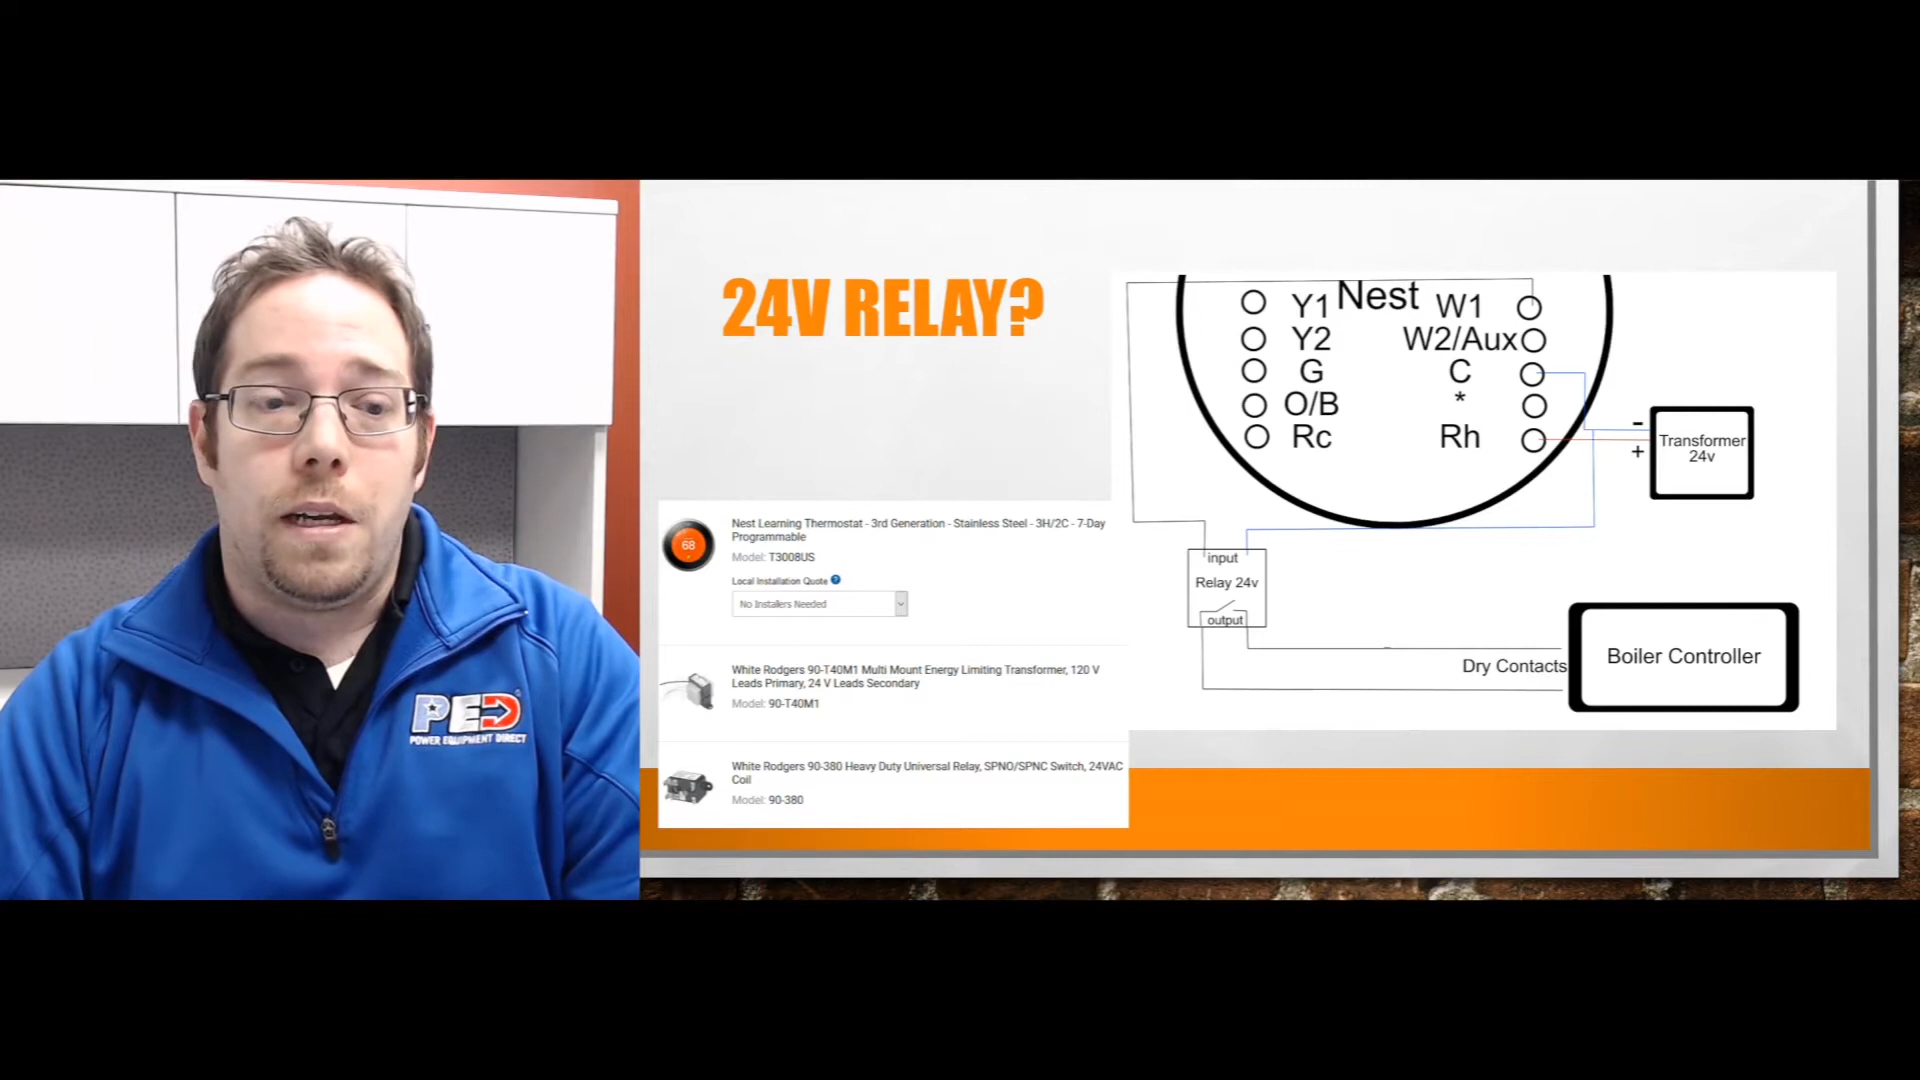 24V RELAY?
Nest
Y1 W1
Y2 W2/Aux
G C
O/B *
Rc Rh
-
+
Transformer
24v
input
Relay 24v
output
Dry Contacts
Boiler Controller
68
Nest Learning Thermostat - 3rd Generation - Stainless Steel - 3H/2C - 7-Day
Programmable
Model: T3008US
Local Installation Quote ?
No Installers Needed
White Rodgers 90-T40M1 Multi Mount Energy Limiting Transformer, 120 V
Leads Primary, 24 V Leads Secondary
Model: 90-T40M1
White Rodgers 90-380 Heavy Duty Universal Relay, SPNO/SPNC Switch, 24VAC
Coil
Model: 90-380
PED
POWER EQUIPMENT DIRECT